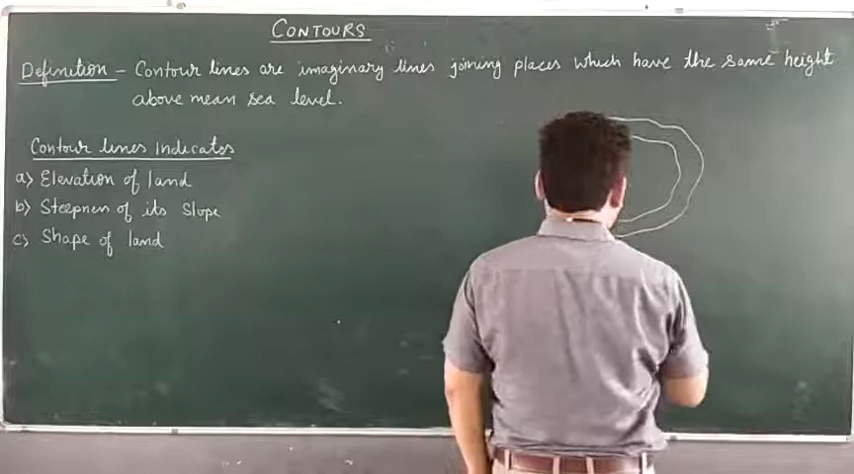 CONTOURS
Definition - Contour lines are imaginary lines joining places which have the same height
above mean sea level.
Contour lines Indicates
a) Elevation of land
b) Steepness of its Slope
c) Shape of land